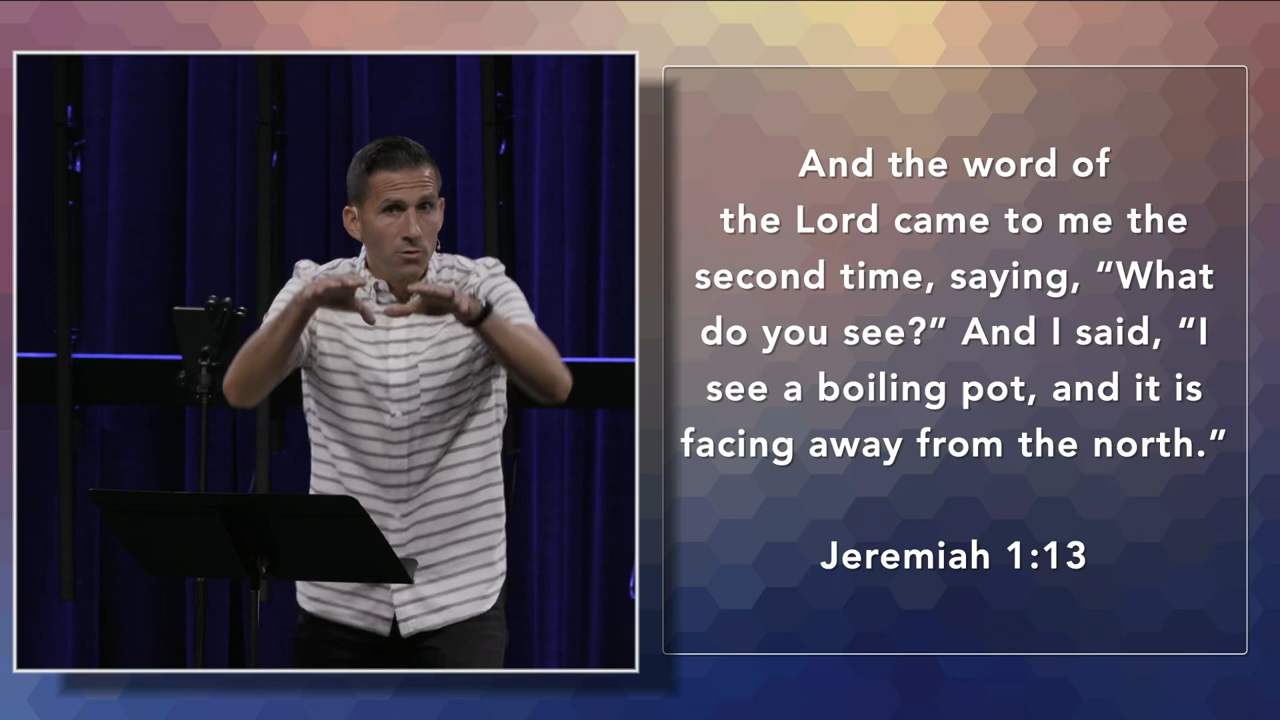 And the word of
the Lord came to me the
second time, saying, “What
do you see?” And I said, “I
see a boiling pot, and it is
facing away from the north.”
Jeremiah 1:13